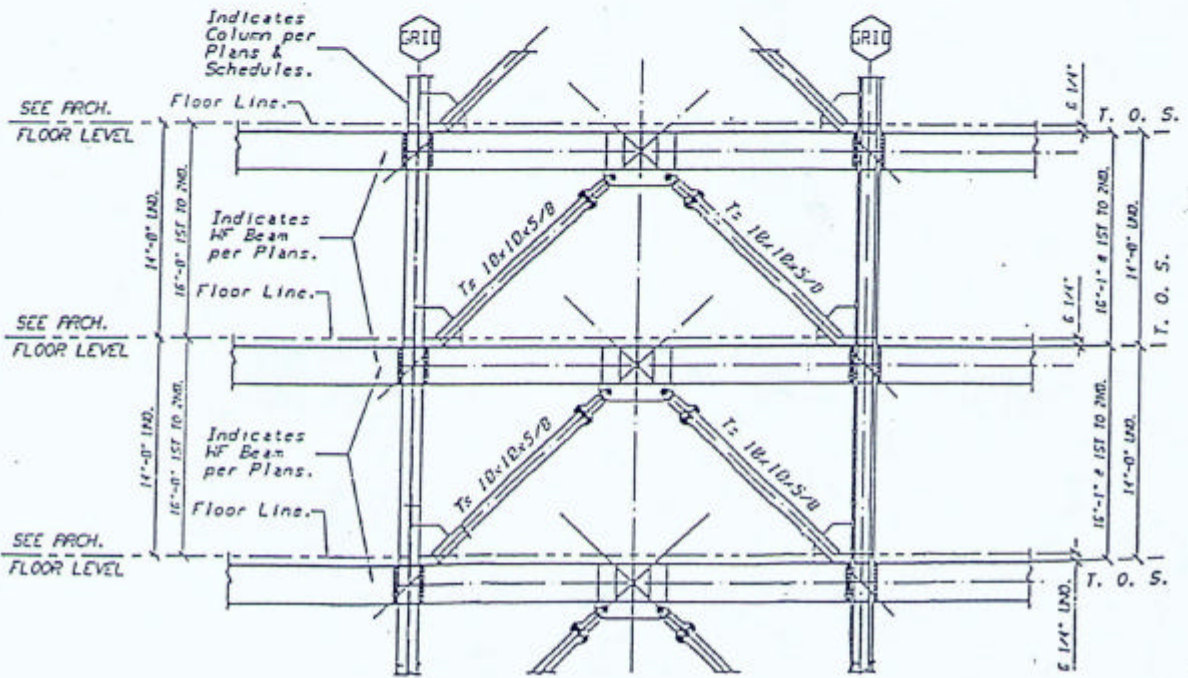 Indicates
Column per
Plans &
Schedules.
GRID
GRID
SEE ARCH.
FLOOR LEVEL
Floor Line.
6 1/4"
T. O. S.
14'-0" UNO.
16'-0" 1ST TO 2ND.
Indicates
WF Beam
per Plans.
Ts 10x10x5/8
Ts 10x10x5/8
16'-1" @ 1ST TO 2ND.
14'-0" UNO.
Floor Line.
6 1/4"
T. O. S.
SEE ARCH.
FLOOR LEVEL
14'-0" UNO.
16'-0" 1ST TO 2ND.
Indicates
WF Beam
per Plans.
Ts 10x10x5/8
Ts 10x10x5/8
16'-1" @ 1ST TO 2ND.
14'-0" UNO.
Floor Line.
SEE ARCH.
FLOOR LEVEL
T. O. S.
6 1/4" UNO.